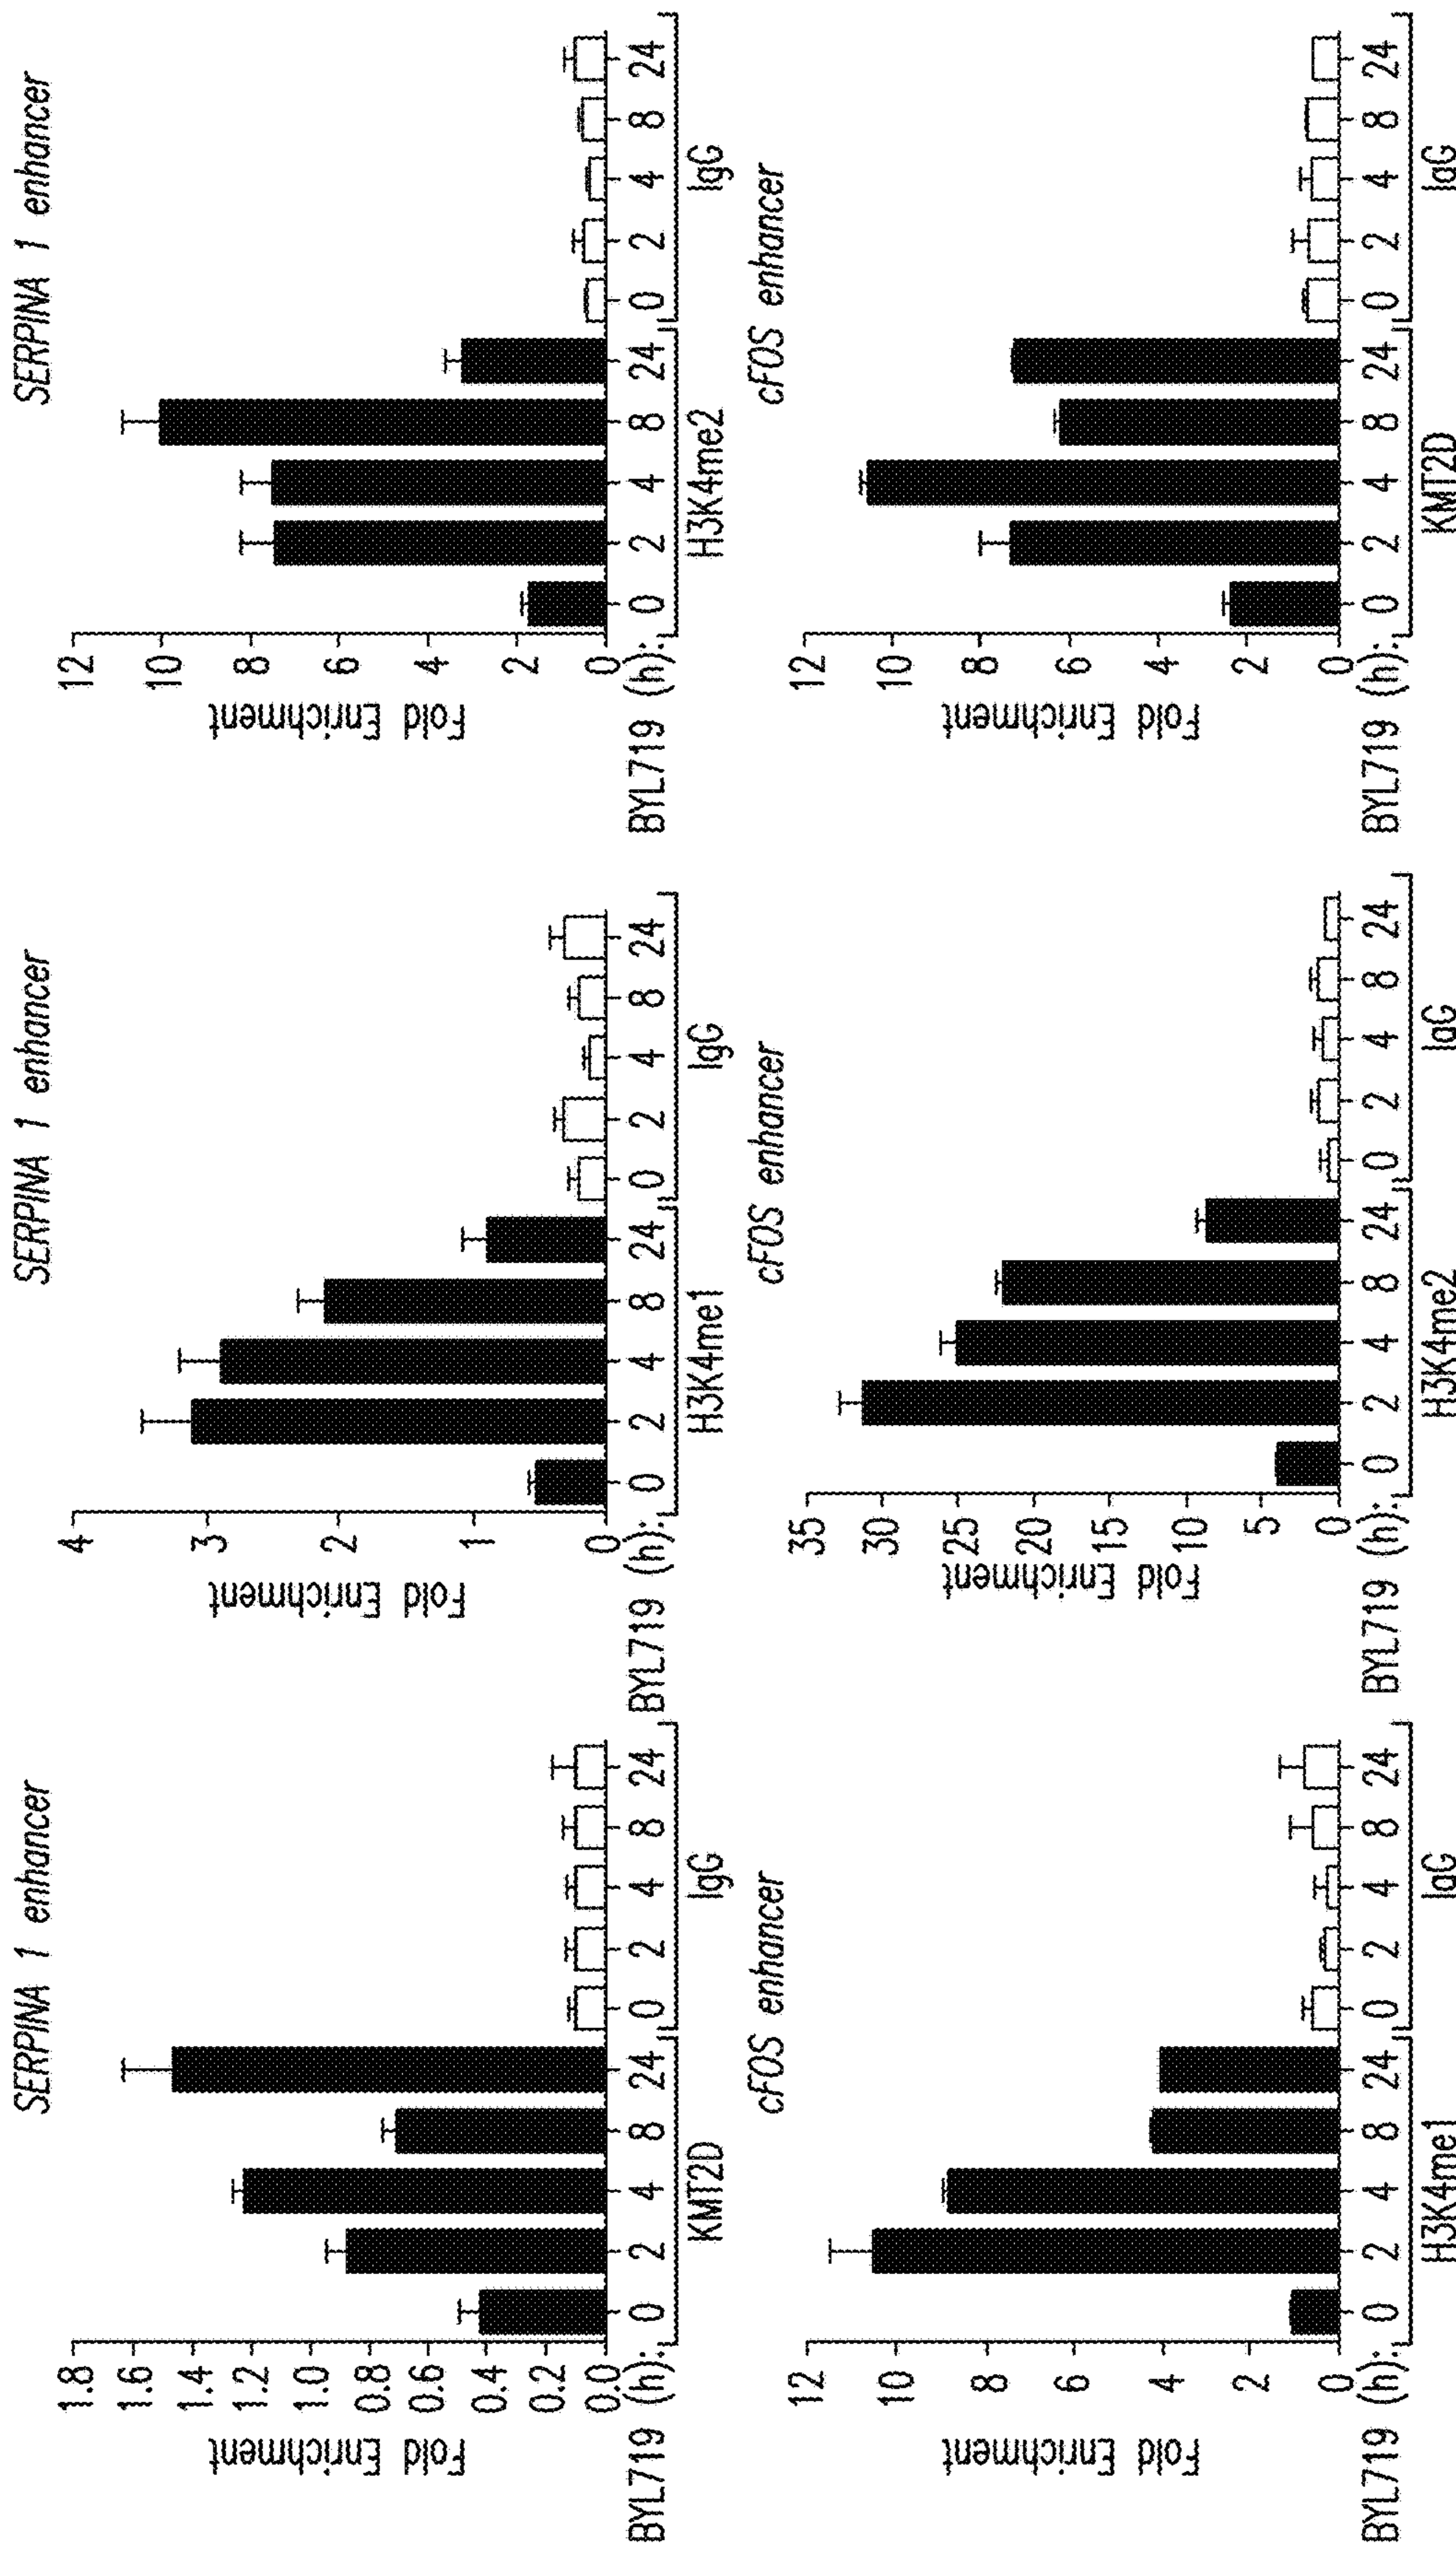 SERPINA 1 enhancer
Fold Enrichment
1.8
1.6
1.4
1.2
1.0
0.8
0.6
0.4
0.2
0.0
BYL719 (h): 0 2 4 8 24 0 2 4 8 24
KMT2D IgG
SERPINA 1 enhancer
Fold Enrichment
4
3
2
1
0
BYL719 (h): 0 2 4 8 24 0 2 4 8 24
H3K4me1 IgG
SERPINA 1 enhancer
Fold Enrichment
12
10
8
6
4
2
0
BYL719 (h): 0 2 4 8 24 0 2 4 8 24
H3K4me2 IgG
cFOS enhancer
Fold Enrichment
12
10
8
6
4
2
0
BYL719 (h): 0 2 4 8 24 0 2 4 8 24
H3K4me1 IgG
cFOS enhancer
Fold Enrichment
35
30
25
20
15
10
5
0
BYL719 (h): 0 2 4 8 24 0 2 4 8 24
H3K4me2 IgG
cFOS enhancer
Fold Enrichment
12
10
8
6
4
2
0
BYL719 (h): 0 2 4 8 24 0 2 4 8 24
KMT2D IgG